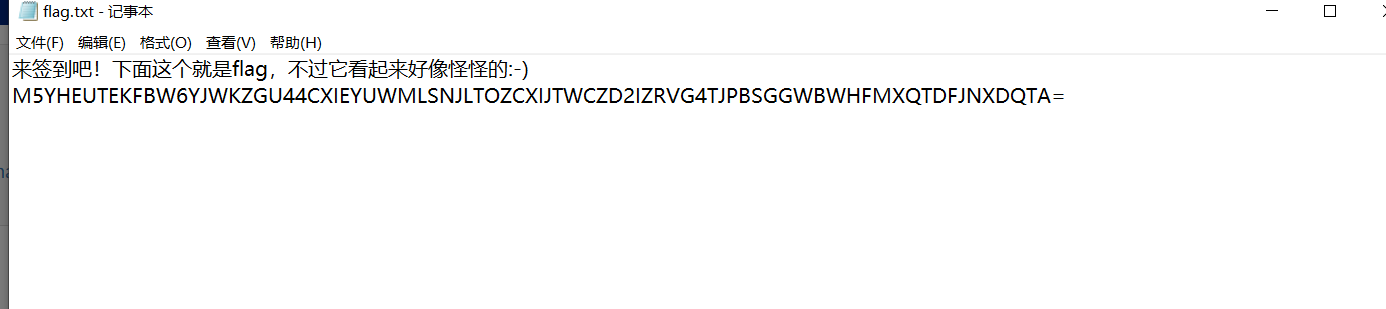 flag.txt - 记事本
文件(F) 编辑(E) 格式(O) 查看(V) 帮助(H)
来签到吧！下面这个就是flag，不过它看起来好像怪怪的:-)
M5YHEUTEKFBW6YJWKZGU44CXIEYUWMLSNJLTOZCXIJTWCZD2IZRVG4TJPBSGGWBWHFMXQTDFJNXDQTA=